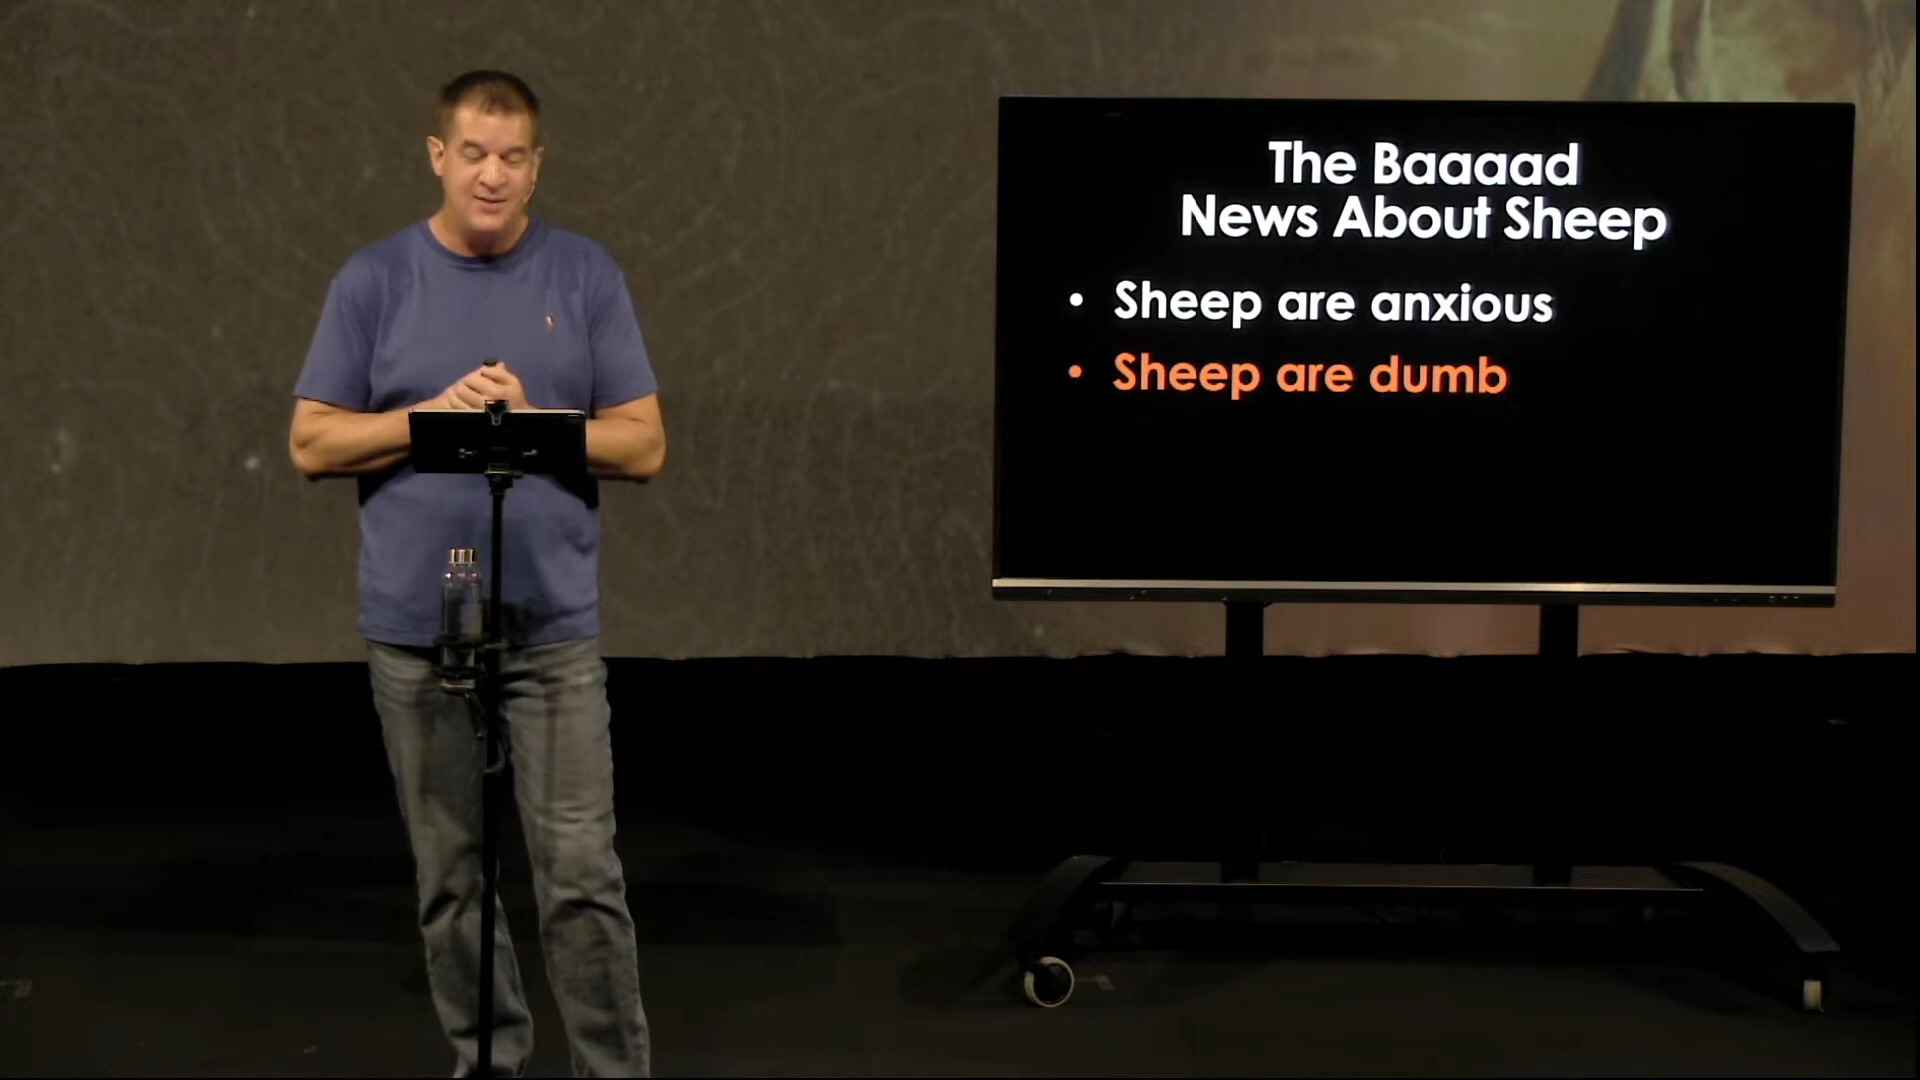 The Baaaad
News About Sheep
• Sheep are anxious
• Sheep are dumb